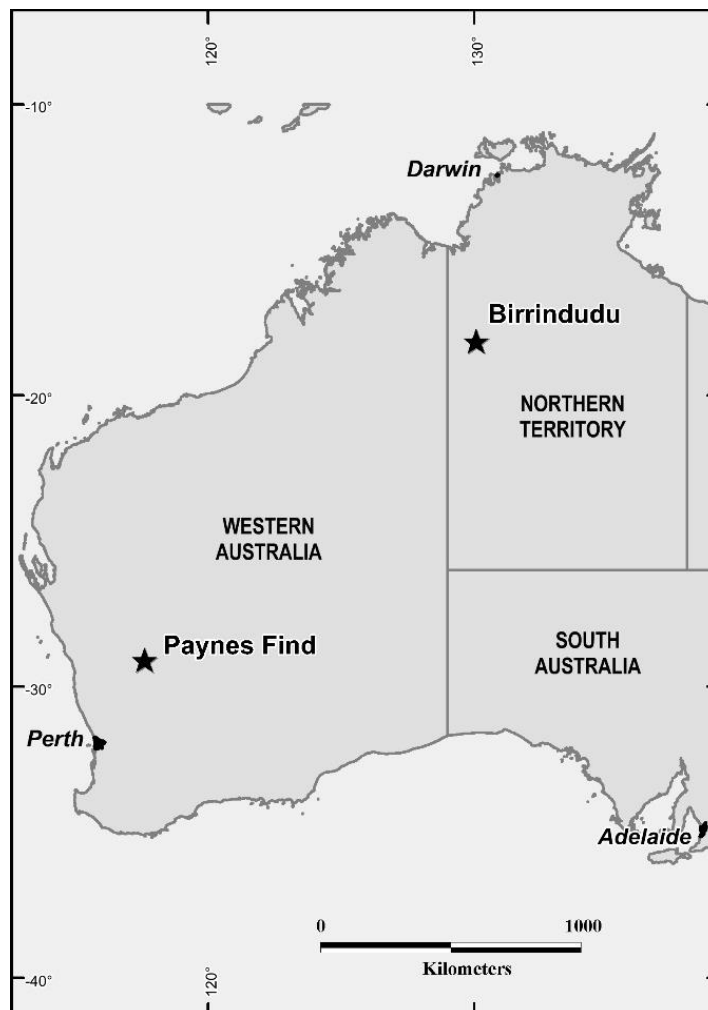 120°
130°
-10°
Darwin
Birrindudu
-20°
NORTHERN
TERRITORY
WESTERN
AUSTRALIA
Paynes Find
SOUTH
AUSTRALIA
-30°
Perth
Adelaide
0
1000
Kilometers
-40°
120°
130°